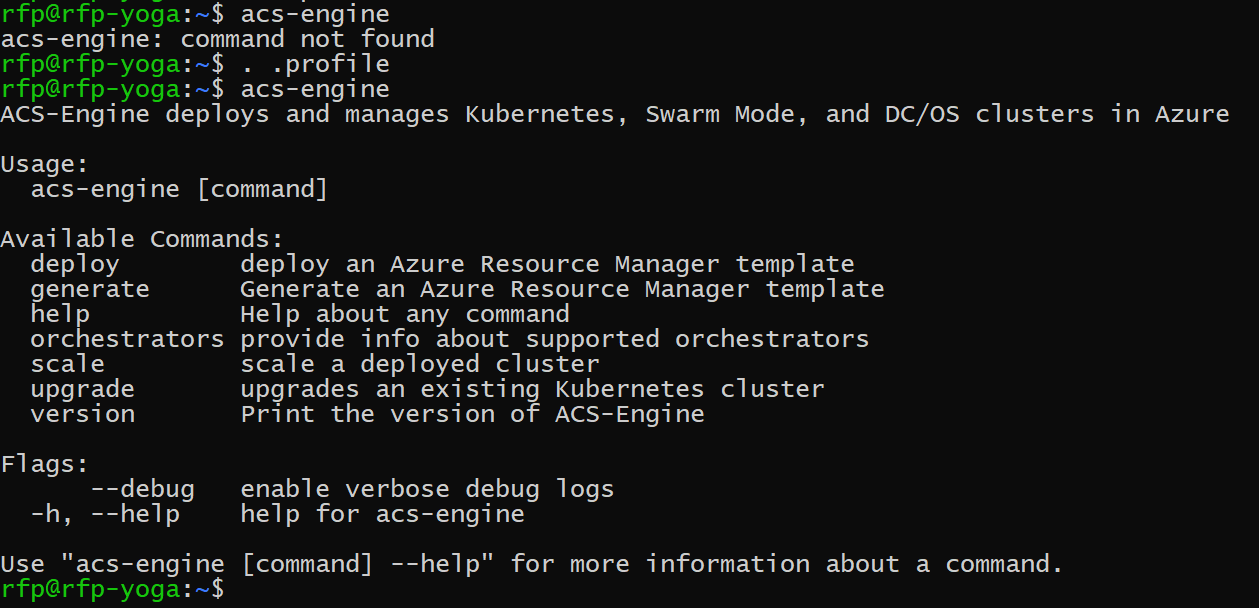 rfp@rfp-yoga:~$ acs-engine
acs-engine: command not found
rfp@rfp-yoga:~$ . .profile
rfp@rfp-yoga:~$ acs-engine
ACS-Engine deploys and manages Kubernetes, Swarm Mode, and DC/OS clusters in Azure
Usage:
  acs-engine [command]
Available Commands:
  deploy        deploy an Azure Resource Manager template
  generate      Generate an Azure Resource Manager template
  help          Help about any command
  orchestrators provide info about supported orchestrators
  scale         scale a deployed cluster
  upgrade       upgrades an existing Kubernetes cluster
  version       Print the version of ACS-Engine
Flags:
      --debug   enable verbose debug logs
  -h, --help    help for acs-engine
Use "acs-engine [command] --help" for more information about a command.
rfp@rfp-yoga:~$